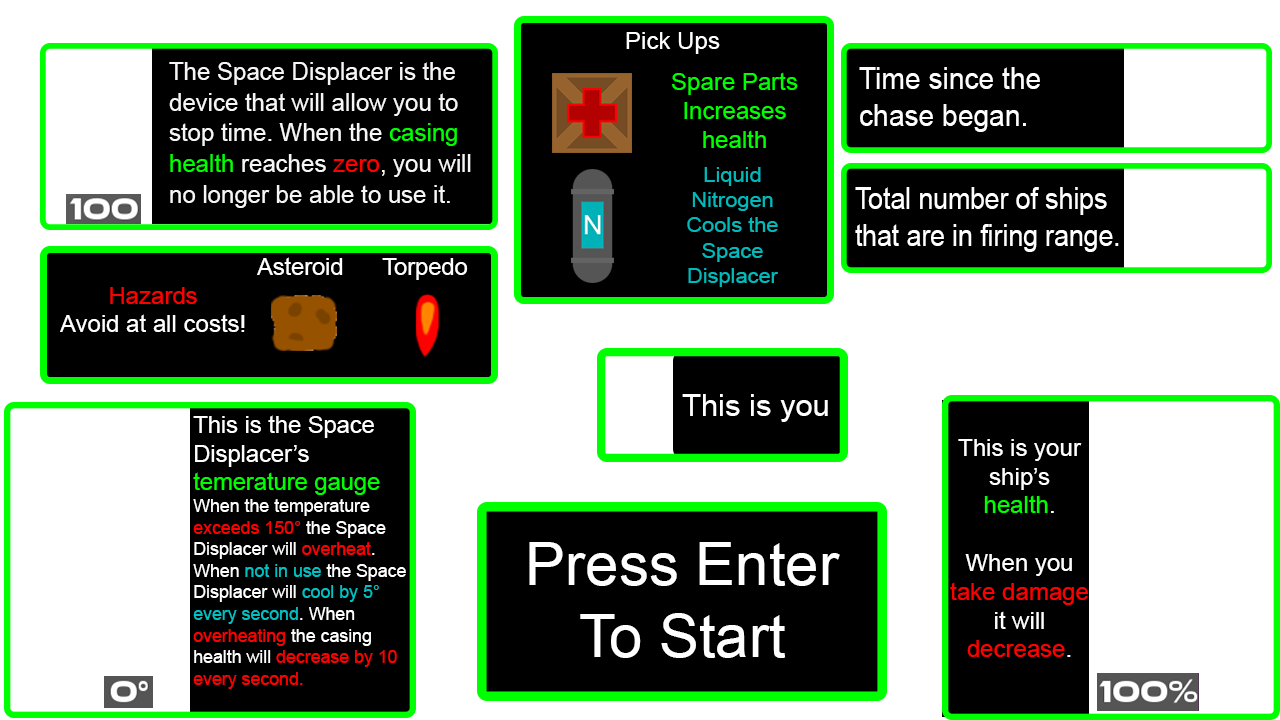 The Space Displacer is the
device that will allow you to
stop time. When the casing
health reaches zero, you will
no longer be able to use it.
100
Pick Ups
Spare Parts
Increases
health
N
Liquid
Nitrogen
Cools the
Space
Displacer
Time since the
chase began.
Total number of ships
that are in firing range.
Hazards
Avoid at all costs!
Asteroid
Torpedo
This is you
This is the Space
Displacer’s
temerature gauge
When the temperature
exceeds 150° the Space
Displacer will overheat.
When not in use the Space
Displacer will cool by 5°
every second. When
overheating the casing
health will decrease by 10
every second.
0°
Press Enter
To Start
This is your
ship’s
health.
When you
take damage
it will
decrease.
100%